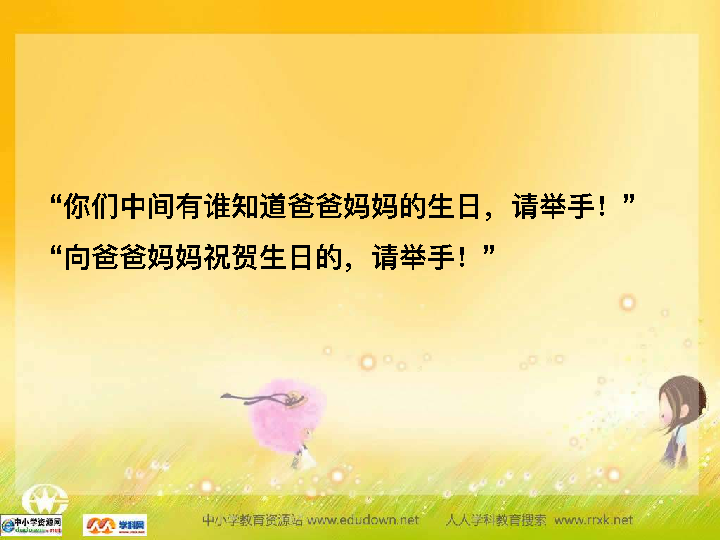 “你们中间有谁知道爸爸妈妈的生日，请举手！”
“向爸爸妈妈祝贺生日的，请举手！”
中小学资源网
学科网
中小学教育资源站 www.edudown.net 人人学科教育搜索 www.rrxk.net